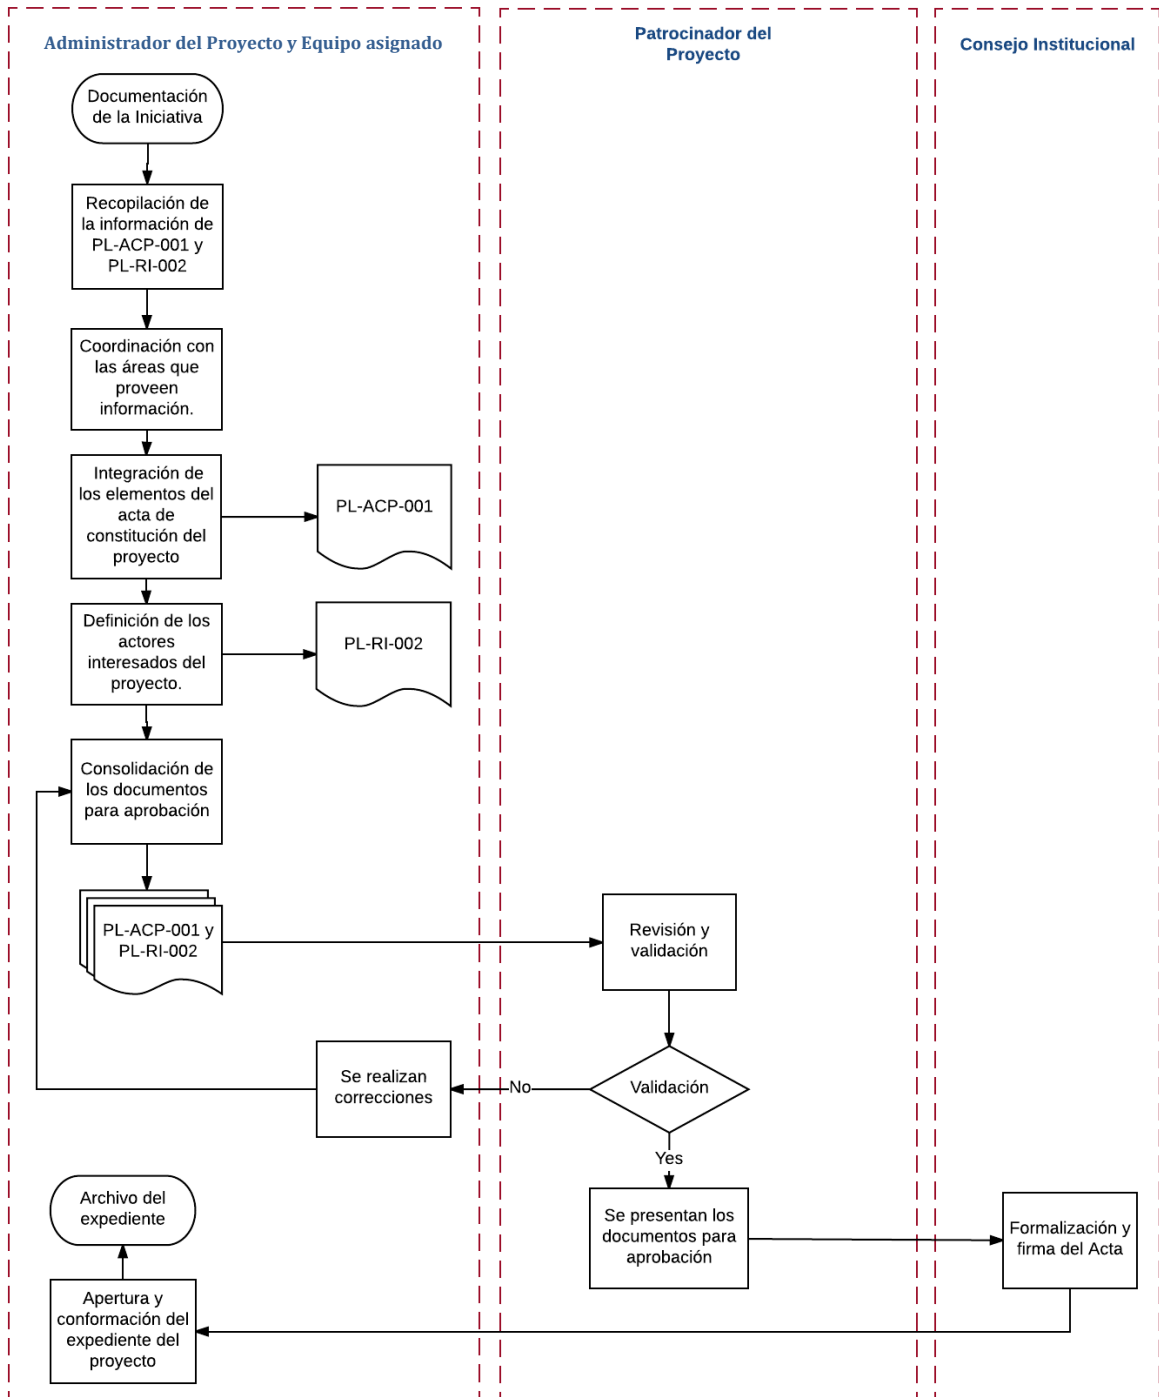 Administrador del Proyecto y Equipo asignado
Patrocinador del
Proyecto
Consejo Institucional
Documentación
de la Iniciativa
Recopilación de
la información de
PL-ACP-001 y
PL-RI-002
Coordinación con
las áreas que
proveen
información.
Integración de
los elementos del
acta de
constitución del
proyecto
PL-ACP-001
Definición de los
actores
interesados del
proyecto.
PL-RI-002
Consolidación de
los documentos
para aprobación
PL-ACP-001 y
PL-RI-002
Revisión y
validación
Se realizan
correcciones
No
Validación
Yes
Archivo del
expediente
Se presentan los
documentos para
aprobación
Formalización y
firma del Acta
Apertura y
conformación del
expediente del
proyecto